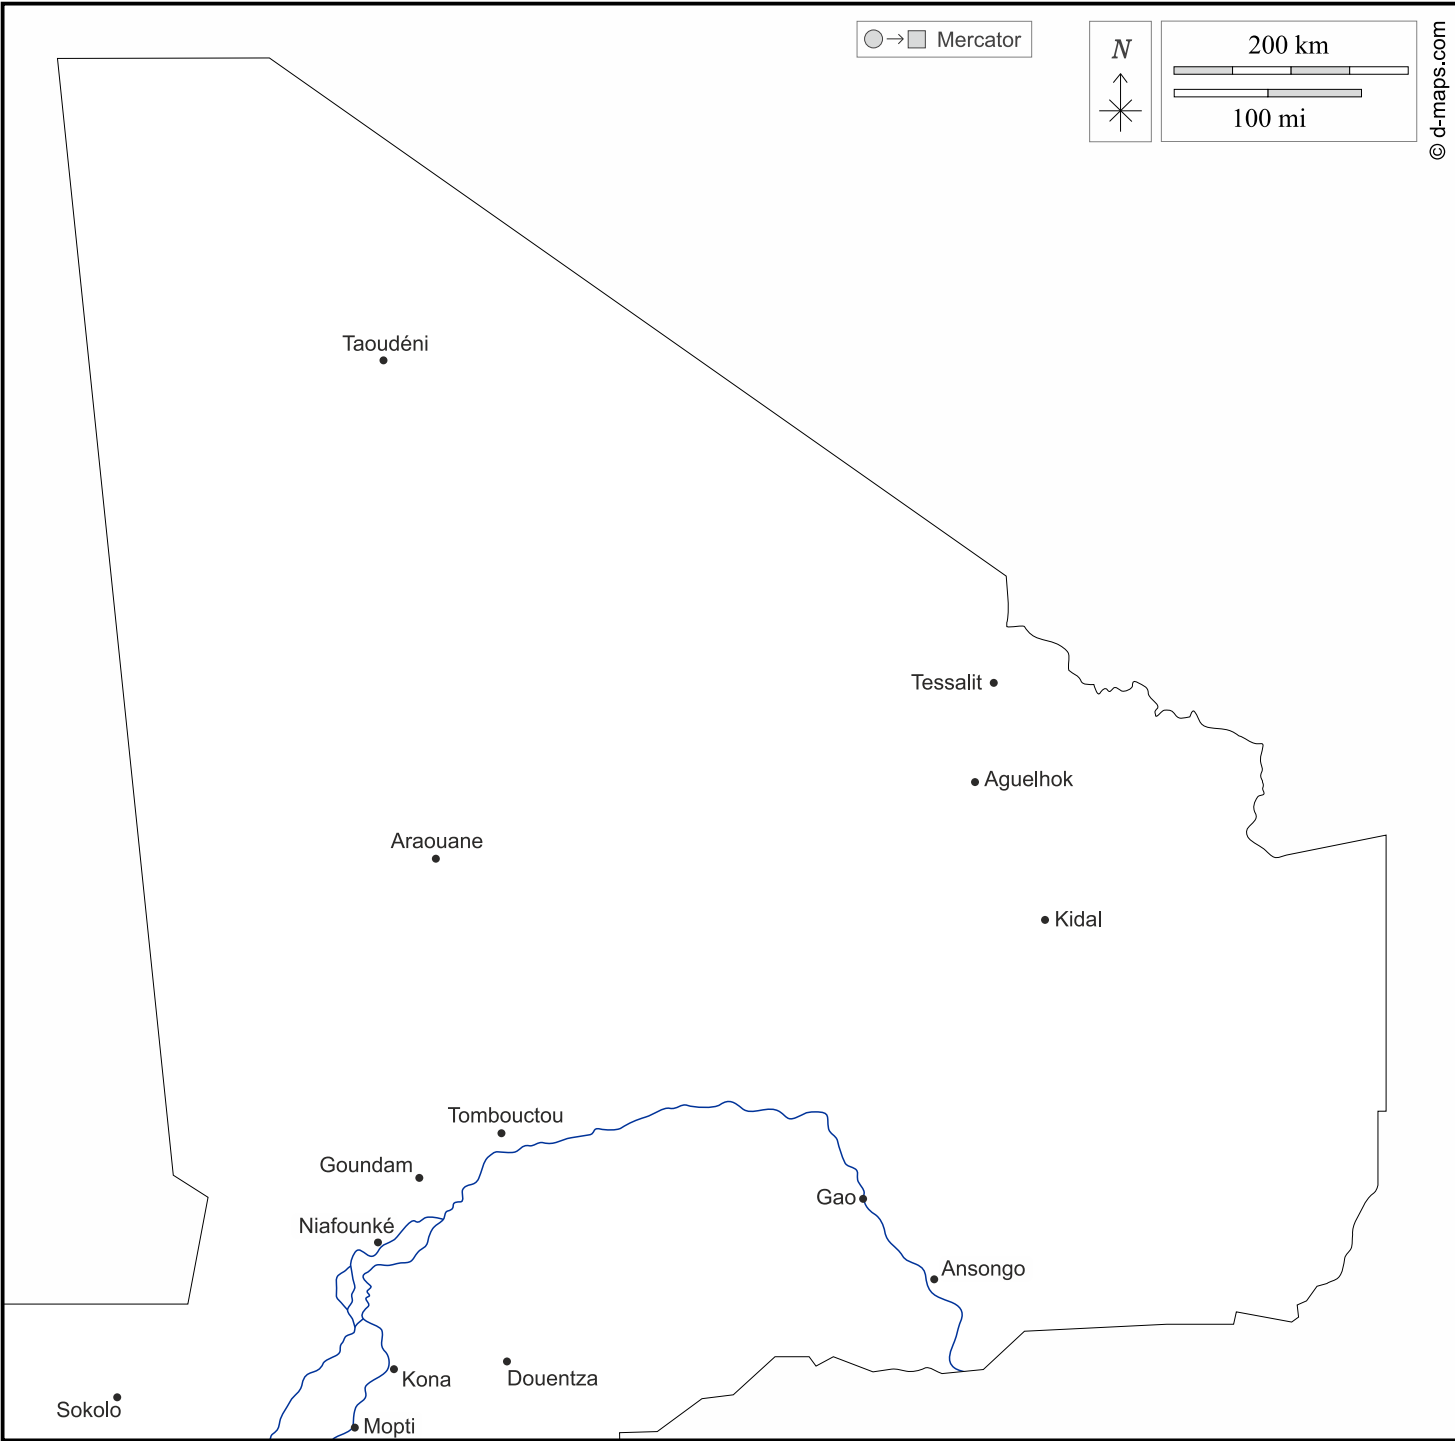 Mercator
N
200 km
100 mi
© d-maps.com
Taoudéni
Tessalit
Aguelhok
Araouane
Kidal
Tombouctou
Goundam
Gao
Niafounké
Ansongo
Kona
Douentza
Sokolo
Mopti